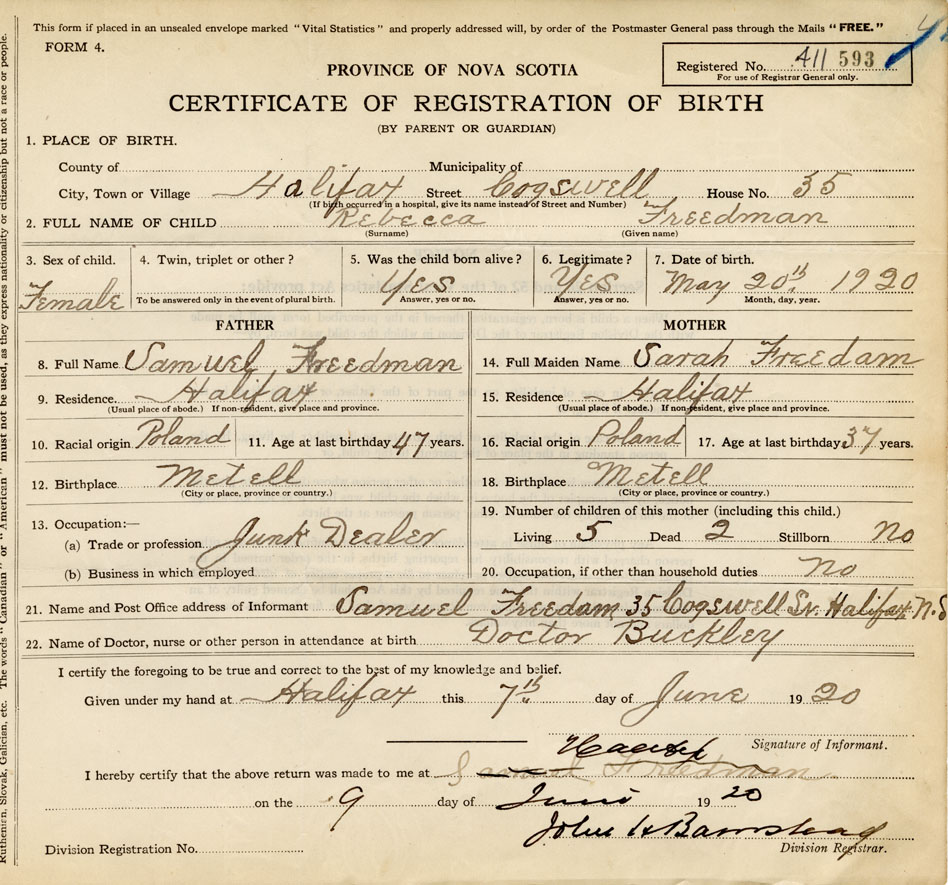 This form if placed in an unsealed envelope marked "Vital Statistics" and properly addressed will, by order of the Postmaster General pass through the Mails "FREE."
FORM 4.
Registered No. 411 593
For use of Registrar General only.
PROVINCE OF NOVA SCOTIA
CERTIFICATE OF REGISTRATION OF BIRTH
(BY PARENT OR GUARDIAN)
1. PLACE OF BIRTH.
County of Municipality of
City, Town or Village Halifax Street Cogswell House No. 35
(If birth occurred in a hospital, give its name instead of Street and Number)
2. FULL NAME OF CHILD Rebecca Freedman
(Surname) (Given name)
3. Sex of child. 4. Twin, triplet or other? 5. Was the child born alive? 6. Legitimate? 7. Date of birth.
Female Yes Yes May 20th 1920
To be answered only in the event of plural birth. Answer, yes or no. Answer, yes or no. Month, day, year.
FATHER
8. Full Name Samuel Freedman
9. Residence. Halifax
(Usual place of abode.) If non-resident, give place and province.
10. Racial origin Poland 11. Age at last birthday 47 years.
12. Birthplace Metell
(City or place, province or country.)
13. Occupation:—
(a) Trade or profession Junk Dealer
(b) Business in which employed
MOTHER
14. Full Maiden Name Sarah Freedam
15. Residence Halifax
(Usual place of abode.) If non-resident, give place and province.
16. Racial origin Poland 17. Age at last birthday 37 years.
18. Birthplace Metell
(City or place, province or country.)
19. Number of children of this mother (including this child.)
Living 5 Dead 2 Stillborn No
20. Occupation, if other than household duties No
21. Name and Post Office address of Informant Samuel Freedam 35 Cogswell St. Halifax N.S
22. Name of Doctor, nurse or other person in attendance at birth Doctor Buckley
I certify the foregoing to be true and correct to the best of my knowledge and belief.
Given under my hand at Halifax this 7th day of June 1920
Signature of Informant.
Halifax
I hereby certify that the above return was made to me at Samuel Freedman
on the 9 day of June 1920
John H Barnstead
Division Registration No. Division Registrar.
Ruthenian, Slovak, Galician, etc. The words "Canadian" or "American" must not be used, as they express nationality or citizenship but not a race or people.